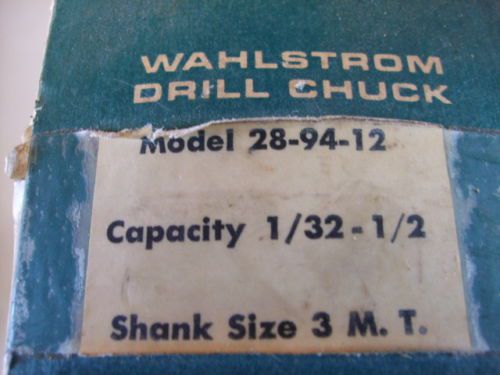 WAHLSTROM
DRILL CHUCK
Model 28-94-12
Capacity 1/32-1/2
Shank Size 3 M. T.